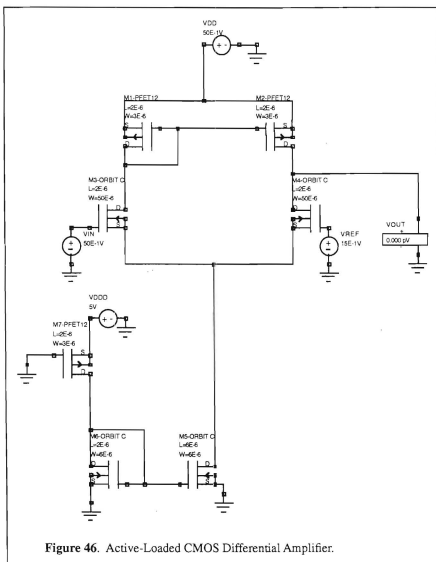 VDD
50E-1V
M1-PFET12
L=2E-6
W=3E-6
S
D
M2-PFET12
L=2E-6
W=3E-6
S
D
M3-ORBIT C
L=2E-6
W=50E-6
D
S
M4-ORBIT C
L=2E-6
W=50E-6
D
S
VIN
50E-1V
VREF
15E-1V
VOUT
0.000 pV
VDDD
5V
M7-PFET12
L=2E-6
W=3E-6
S
D
M6-ORBIT C
L=2E-6
W=6E-6
D
S
M5-ORBIT C
L=6E-6
W=6E-6
D
S
Figure 46. Active-Loaded CMOS Differential Amplifier.